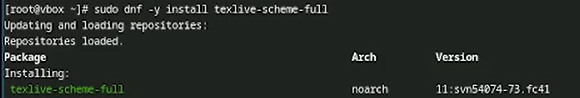 [root@vbox ~]# sudo dnf -y install texlive-scheme-full
Updating and loading repositories:
Repositories loaded.
Package Arch Version
Installing:
texlive-scheme-full noarch 11:svn54074-73.fc41